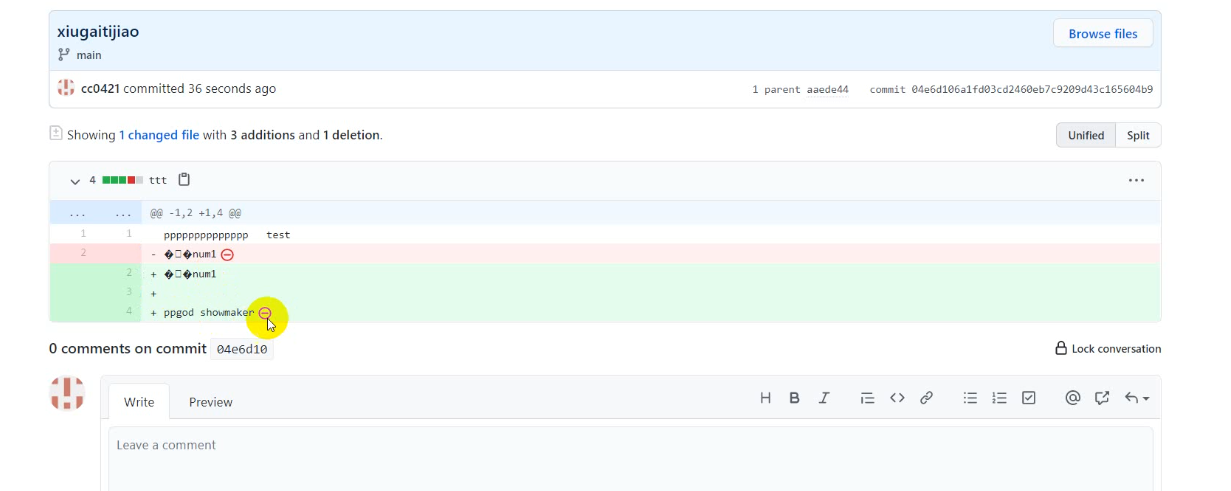 xiugaitijiao
Browse files
main
cc0421 committed 36 seconds ago
1 parent aaede44 commit 04e6d106a1fd03cd2460eb7c9209d43c165604b9
Showing 1 changed file with 3 additions and 1 deletion.
Unified Split
4 ttt
... ... @@ -1,2 +1,4 @@
1 1 pppppppppppppp test
2 - �□�num1
2 + �□�num1
3 +
4 + ppgod showmaker
0 comments on commit 04e6d10
Lock conversation
Write Preview
Leave a comment